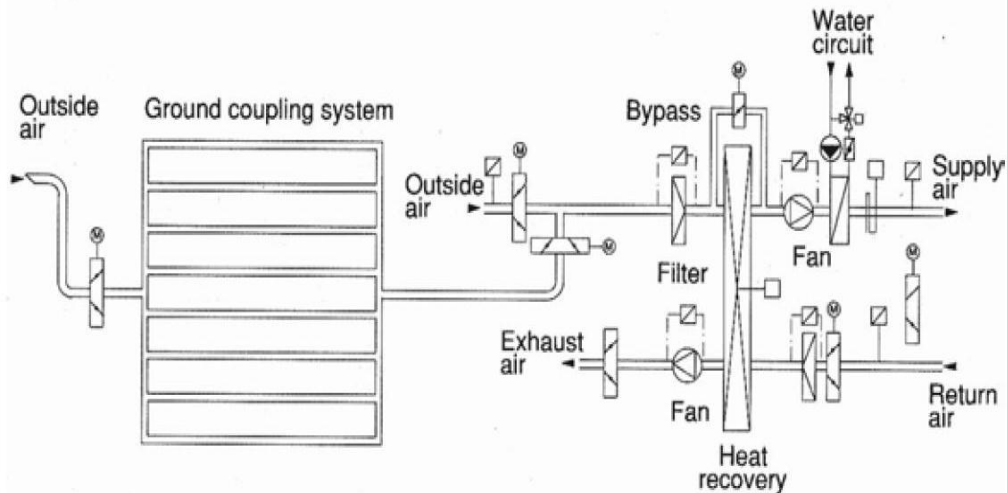 Water
circuit
Outside
air
Ground coupling system
M
Bypass
M
Outside
air
Supply
air
M
M
Filter
Fan
M
M
Exhaust
air
Fan
Return
air
Heat
recovery